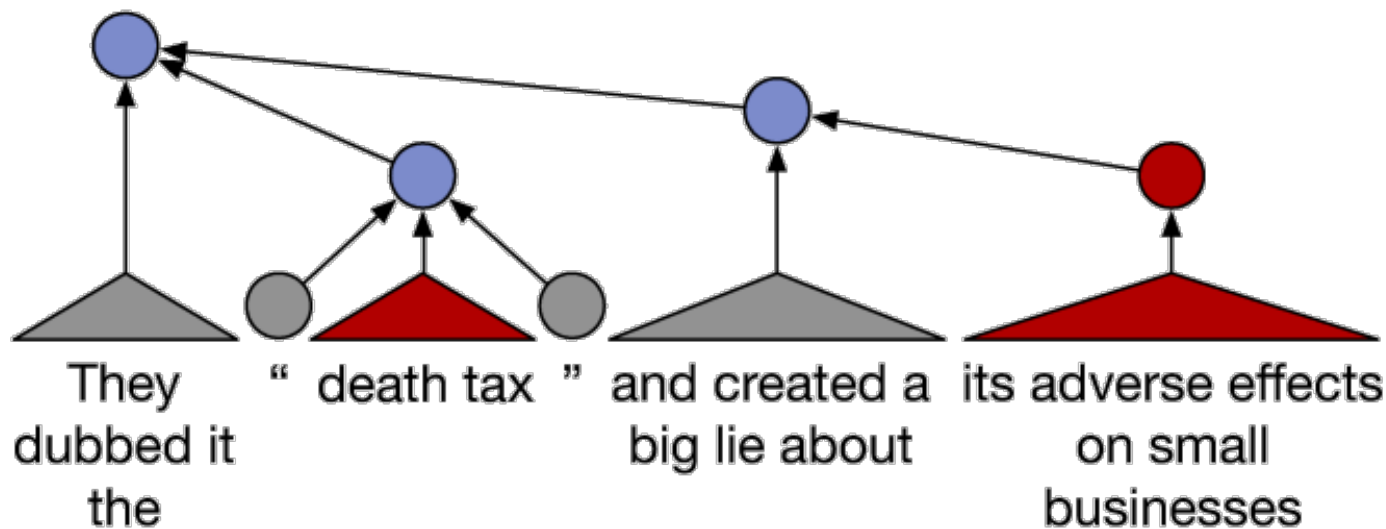 They “ death tax ” and created a its adverse effects
dubbed it big lie about on small
the businesses